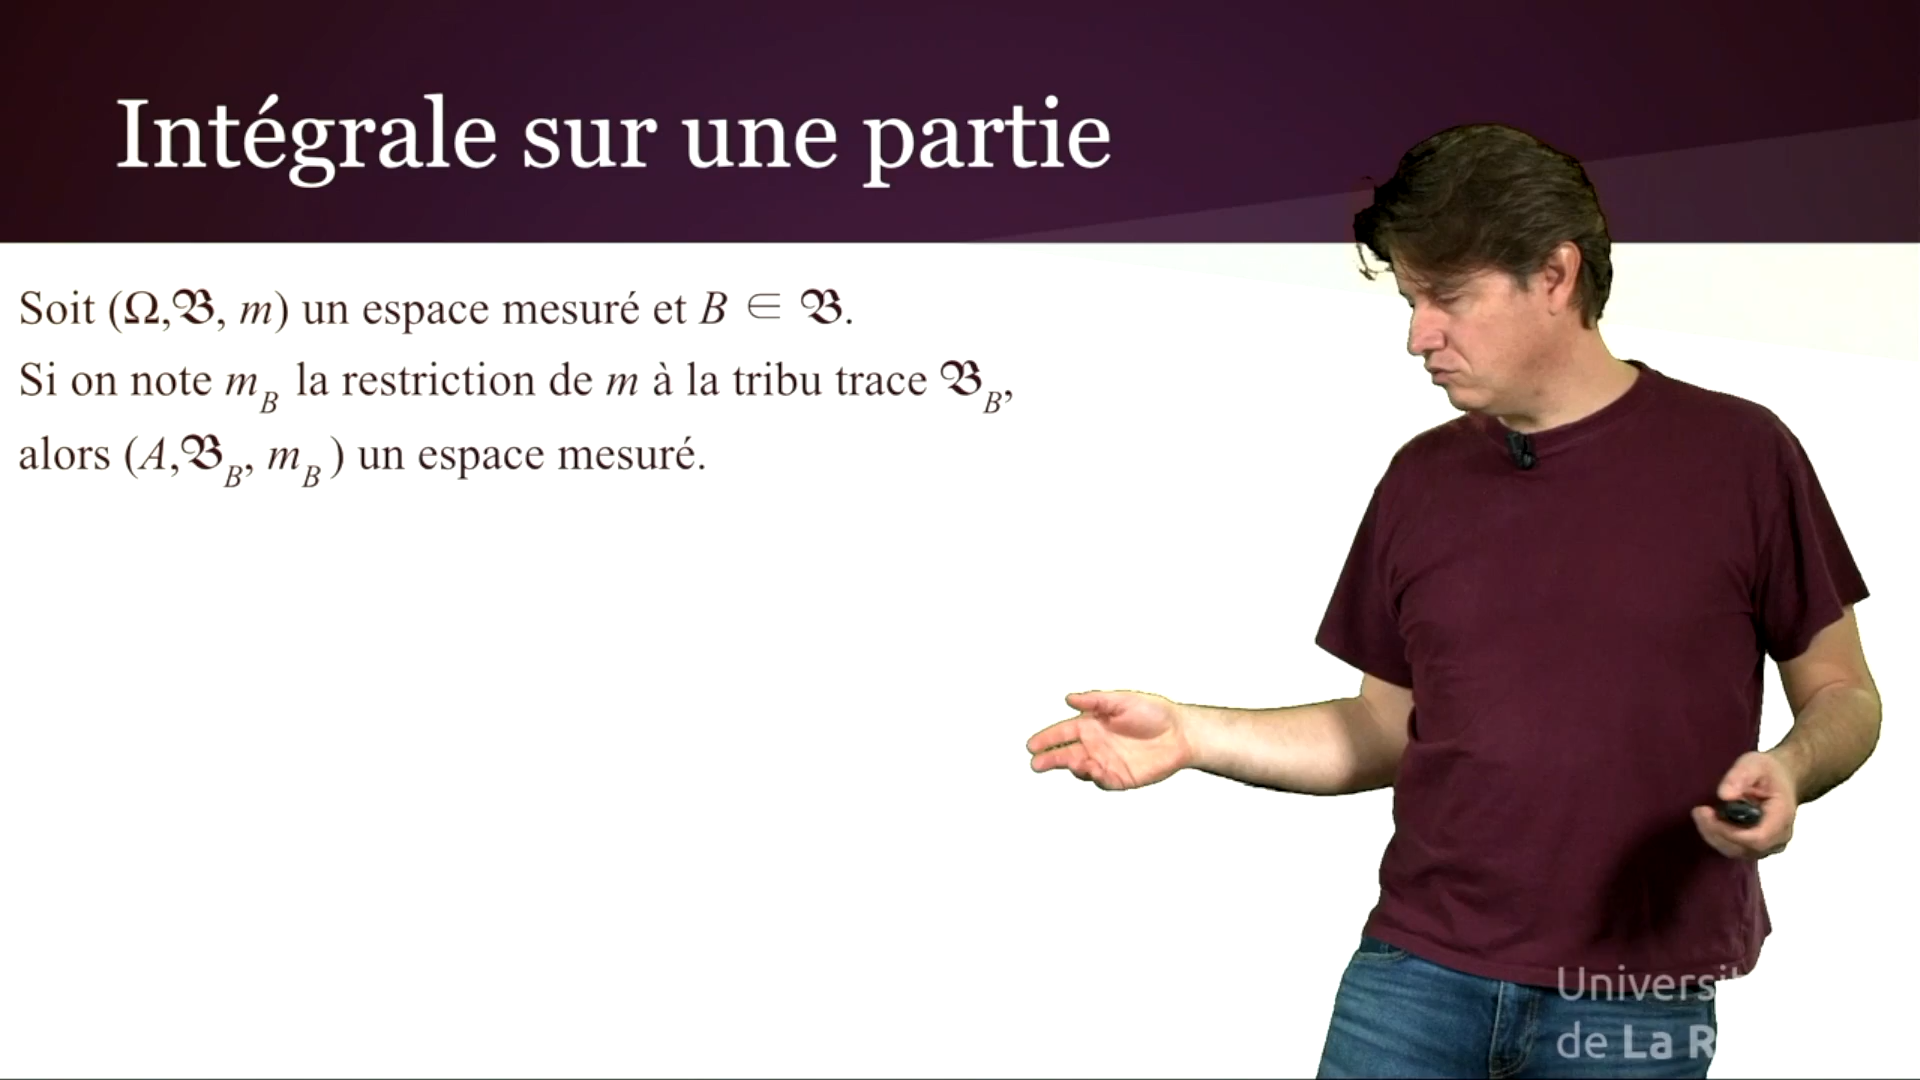 Intégrale sur une partie
Soit (Ω,𝔅, m) un espace mesuré et B ∈ 𝔅.
Si on note m_B la restriction de m à la tribu trace 𝔅_B,
alors (A,𝔅_B, m_B ) un espace mesuré.
de La